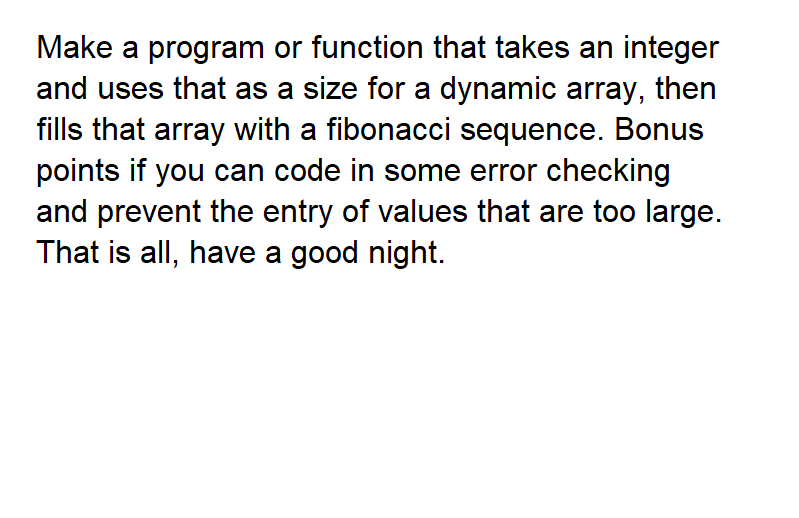 Make a program or function that takes an integer
and uses that as a size for a dynamic array, then
fills that array with a fibonacci sequence. Bonus
points if you can code in some error checking
and prevent the entry of values that are too large.
That is all, have a good night.